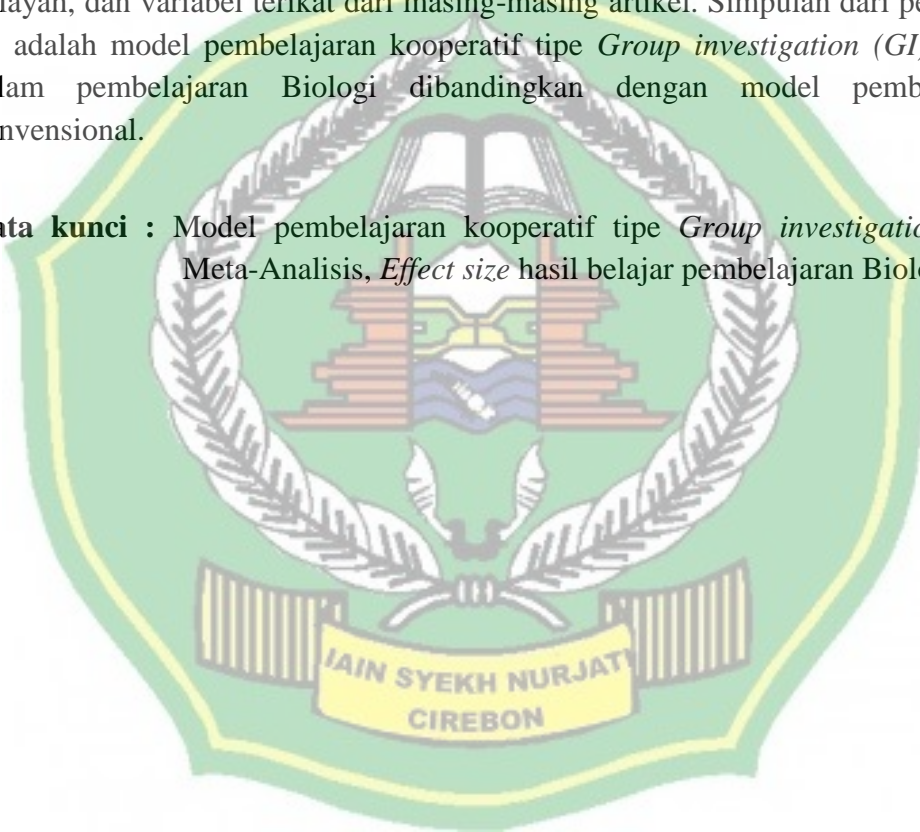 layan, dan variabel terikat dari masing-masing artikel. Simpulan dari pe
adalah model pembelajaran kooperatif tipe Group investigation (GI
lam pembelajaran Biologi dibandingkan dengan model pemb
nvensional.
ata kunci : Model pembelajaran kooperatif tipe Group investigatio
Meta-Analisis, Effect size hasil belajar pembelajaran Biolo
IAIN SYEKH NURJATI
CIREBON